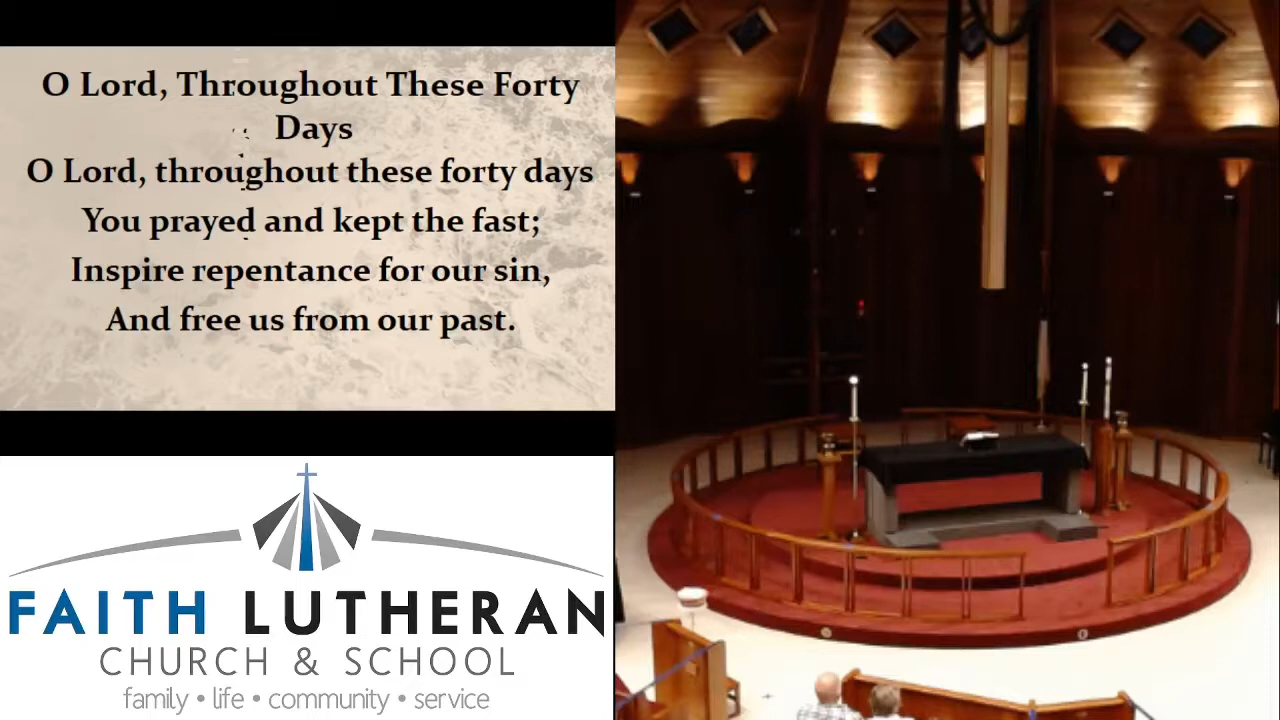 O Lord, Throughout These Forty
Days
O Lord, throughout these forty days
You prayed and kept the fast;
Inspire repentance for our sin,
And free us from our past.
FAITH LUTHERAN
CHURCH & SCHOOL
family • life • community • service